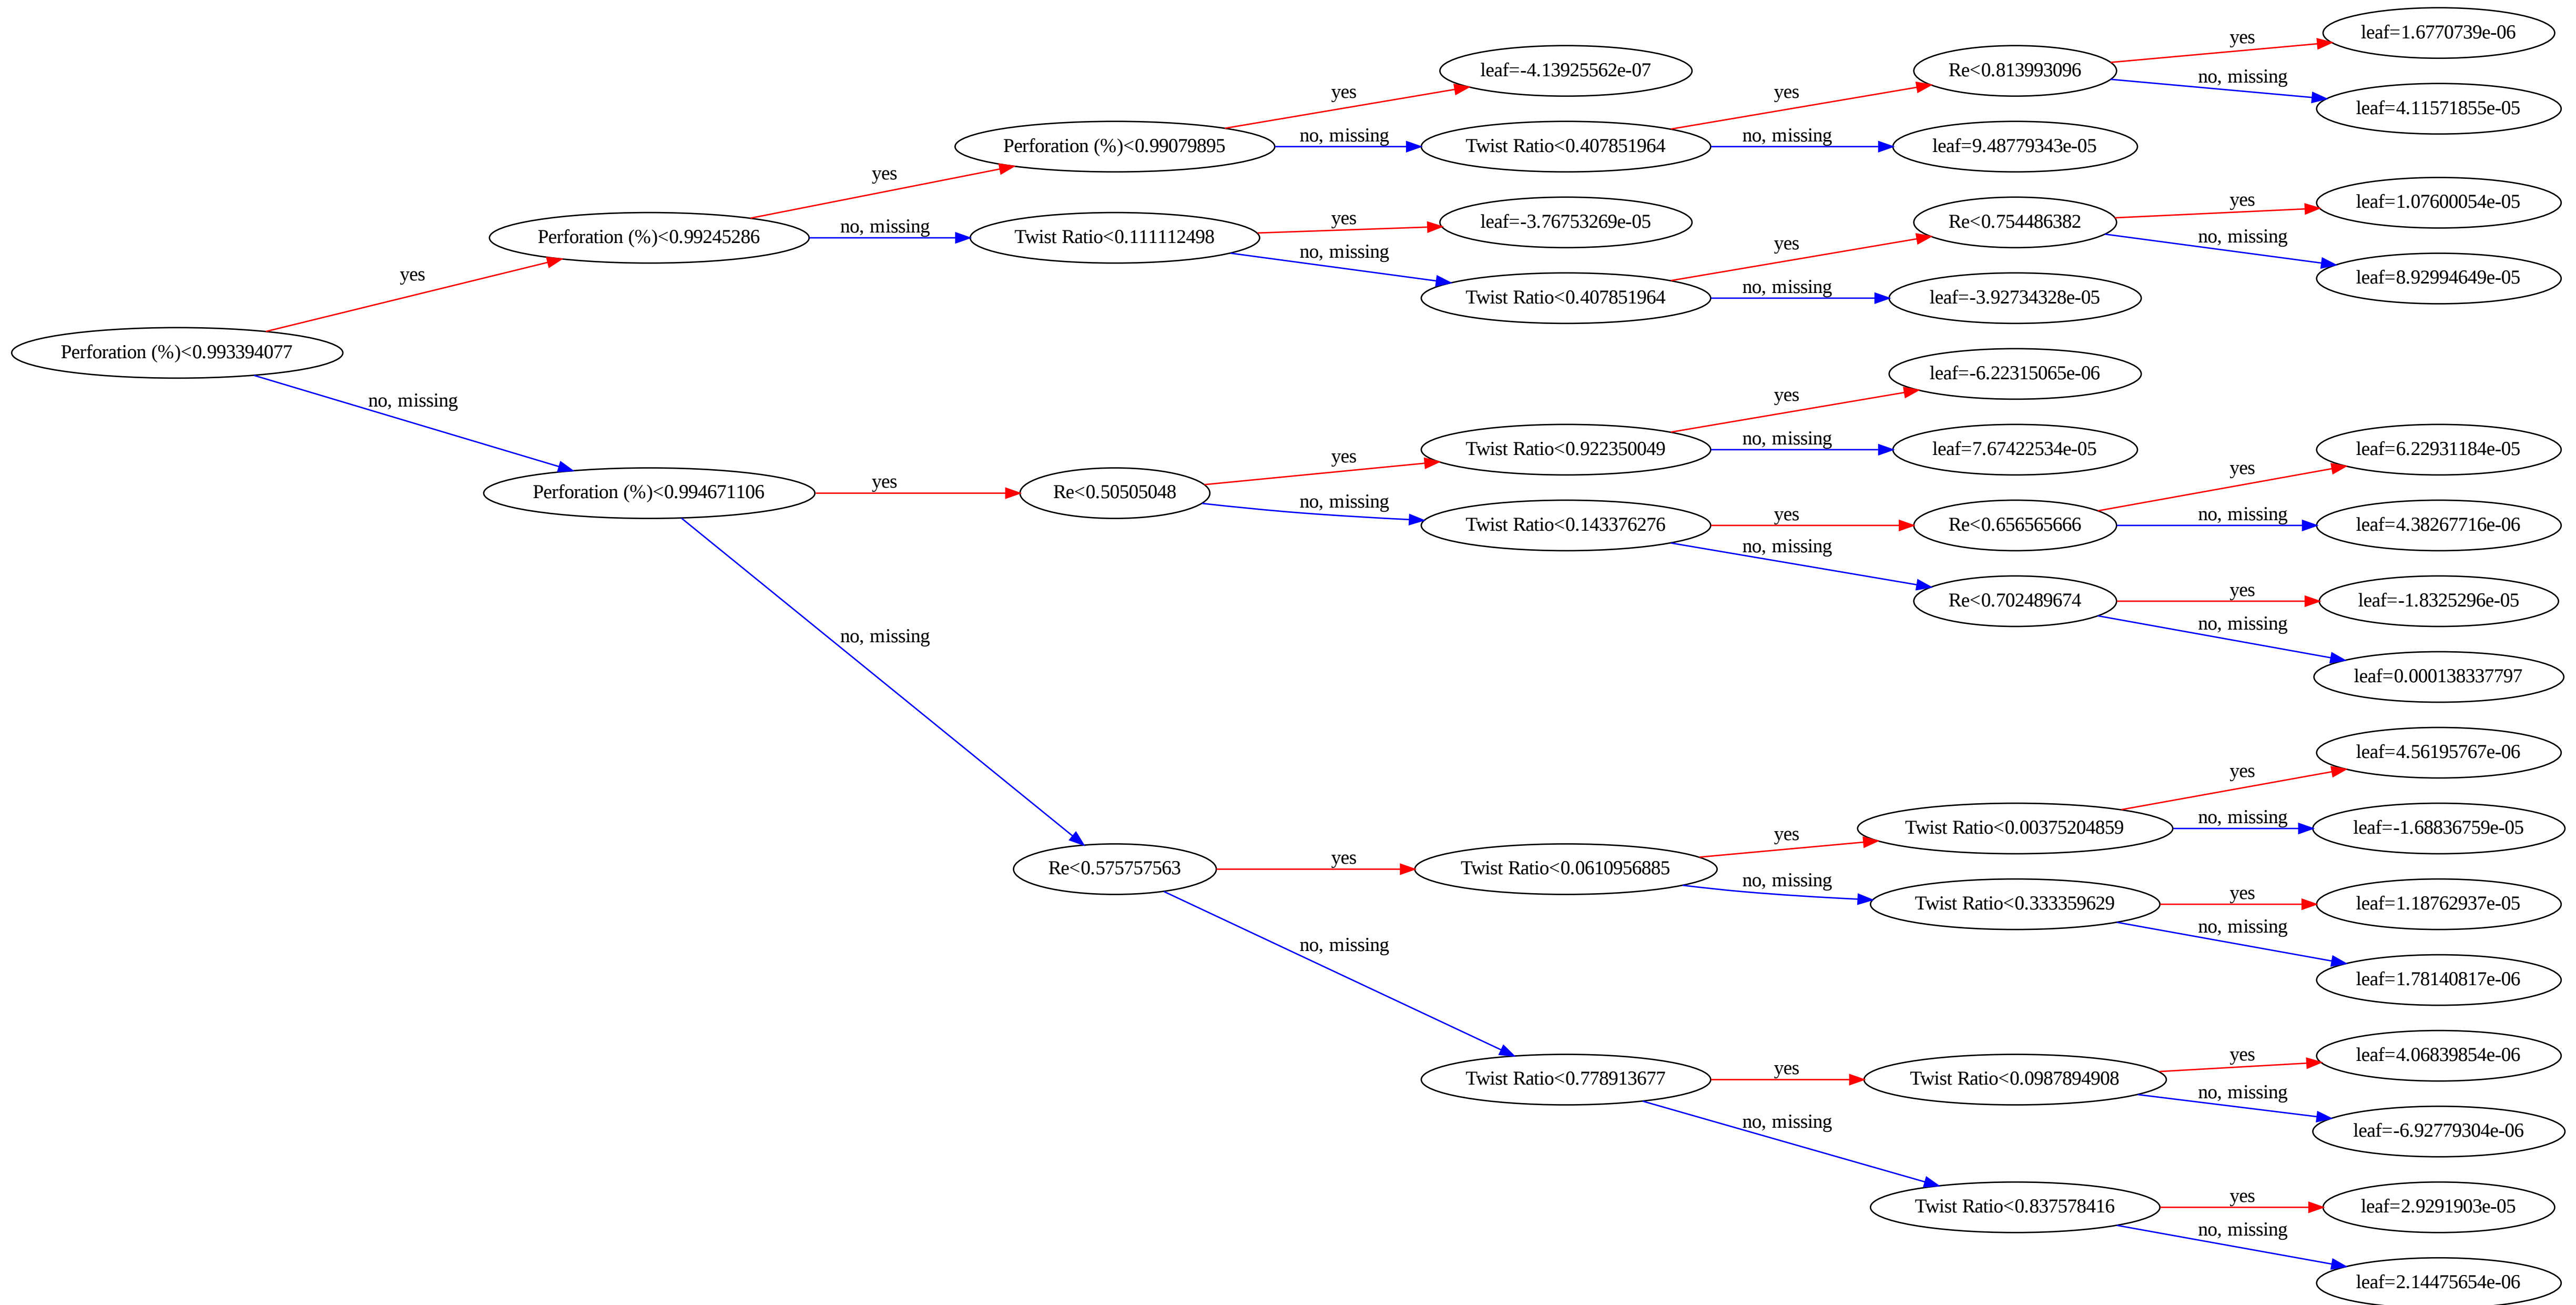 leaf=1.6770739e-06
yes
Re<0.813993096
leaf=-4.13925562e-07
no, missing
yes
yes
leaf=4.11571855e-05
Perforation (%)<0.99079895
no, missing
Twist Ratio<0.407851964
no, missing
leaf=9.48779343e-05
yes
leaf=1.07600054e-05
yes
Re<0.754486382
leaf=-3.76753269e-05
yes
no, missing
Perforation (%)<0.99245286
no, missing
Twist Ratio<0.111112498
no, missing
yes
leaf=8.92994649e-05
yes
Twist Ratio<0.407851964
no, missing
leaf=-3.92734328e-05
Perforation (%)<0.993394077
leaf=-6.22315065e-06
no, missing
yes
yes
Twist Ratio<0.922350049
no, missing
leaf=7.67422534e-05
leaf=6.22931184e-05
yes
Perforation (%)<0.994671106
yes
Re<0.50505048
no, missing
Twist Ratio<0.143376276
yes
Re<0.656565666
no, missing
leaf=4.38267716e-06
no, missing
yes
Re<0.702489674
leaf=-1.8325296e-05
no, missing
no, missing
leaf=0.000138337797
leaf=4.56195767e-06
yes
Twist Ratio<0.00375204859
no, missing
leaf=-1.68836759e-05
yes
Re<0.575757563
yes
Twist Ratio<0.0610956885
no, missing
Twist Ratio<0.333359629
yes
leaf=1.18762937e-05
no, missing
no, missing
leaf=1.78140817e-06
yes
leaf=4.06839854e-06
Twist Ratio<0.778913677
yes
Twist Ratio<0.0987894908
no, missing
no, missing
leaf=-6.92779304e-06
yes
Twist Ratio<0.837578416
leaf=2.9291903e-05
no, missing
leaf=2.14475654e-06